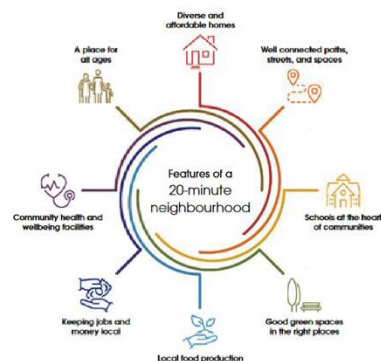 Diverse and
affordable homes
A place for
all ages
Well connected paths,
streets, and spaces
Features of a
20-minute
neighbourhood
Community health and
wellbeing facilities
Schools at the heart
of communities
Keeping jobs and
money local
Good green spaces
in the right places
Local food production